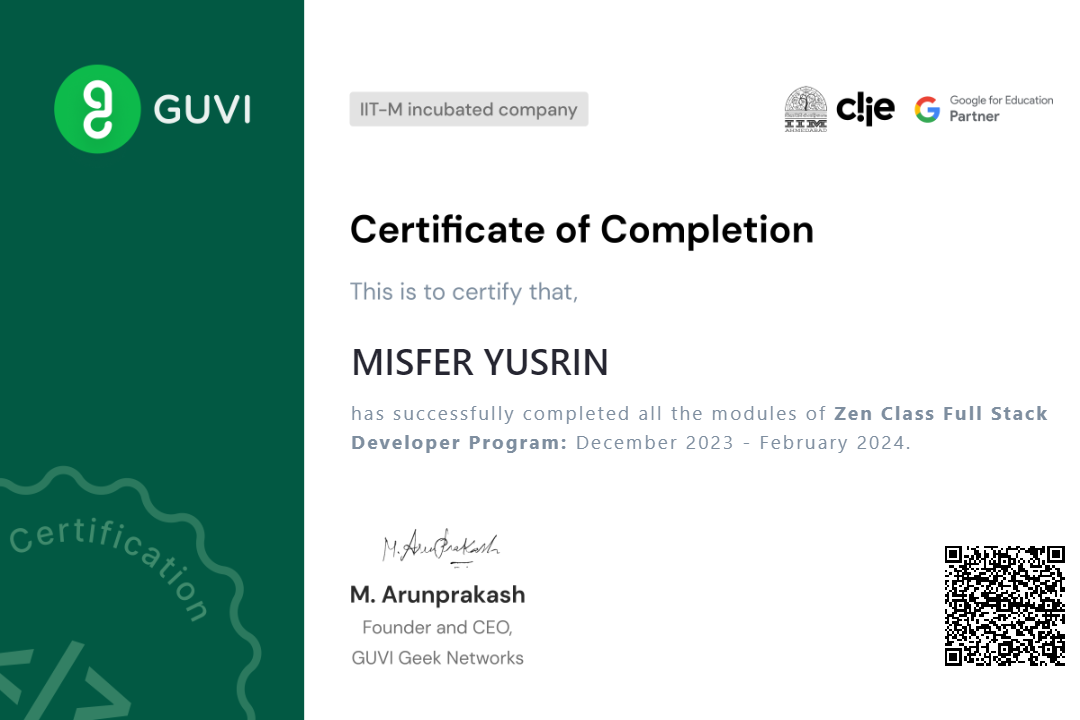 GUVI
IIT-M incubated company
IIM
AHMEDABAD
c!ie
Google for Education
Partner
Certificate of Completion
This is to certify that,
MISFER YUSRIN
has successfully completed all the modules of Zen Class Full Stack
Developer Program: December 2023 - February 2024.
Certification
</>
M. Arunprakash
M. Arunprakash
Founder and CEO,
GUVI Geek Networks